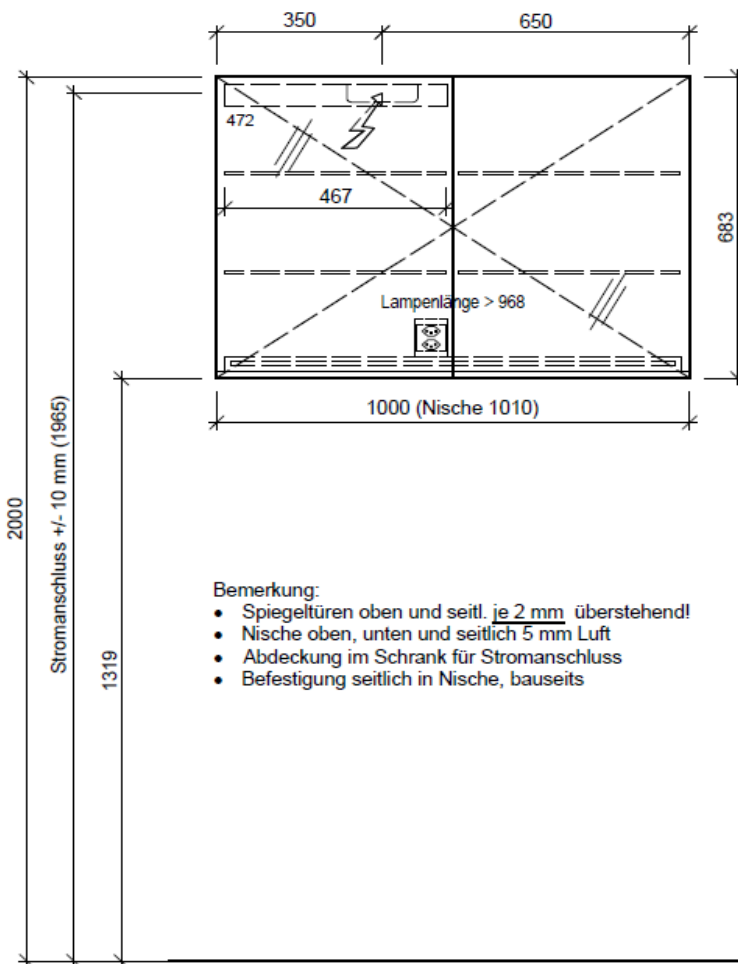 350
650
472
467
683
Lampenlänge > 968
1000 (Nische 1010)
2000
Stromanschluss +/- 10 mm (1965)
1319
Bemerkung:
• Spiegeltüren oben und seitl. je 2 mm überstehend!
• Nische oben, unten und seitlich 5 mm Luft
• Abdeckung im Schrank für Stromanschluss
• Befestigung seitlich in Nische, bauseits